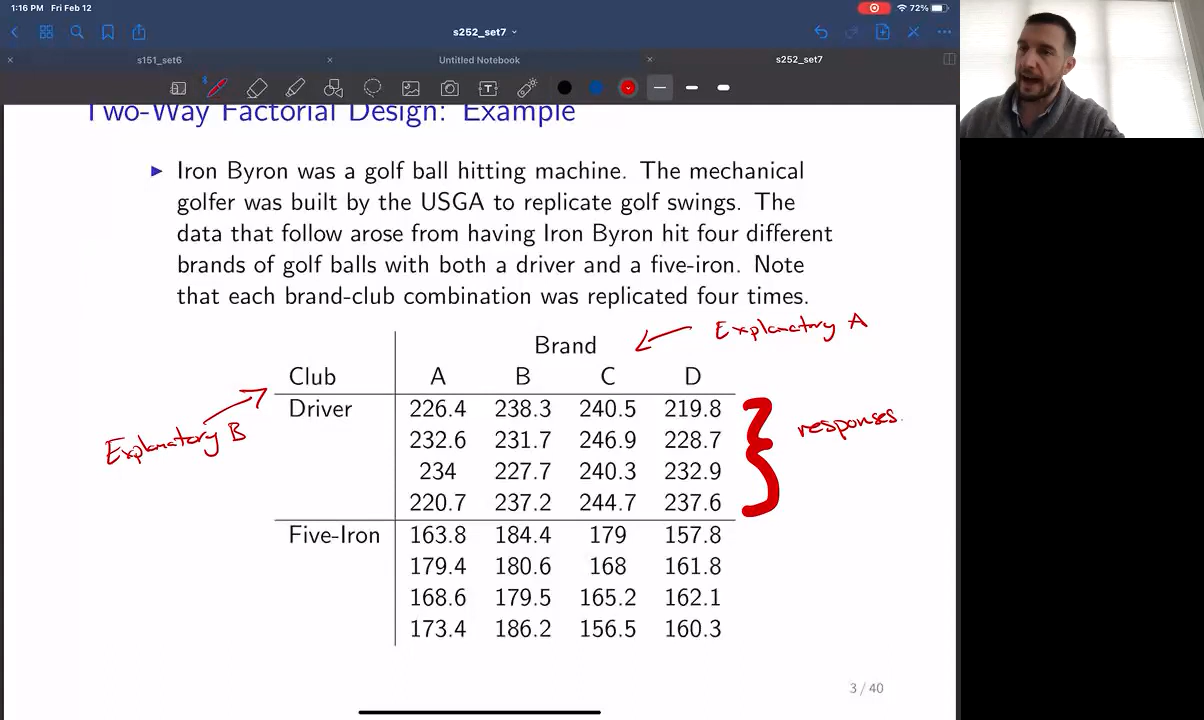 1:16 PM Fri Feb 12
72%
s252_set7
s151_set6
Untitled Notebook
s252_set7
T
Two-Way Factorial Design: Example
Iron Byron was a golf ball hitting machine. The mechanical
golfer was built by the USGA to replicate golf swings. The
data that follow arose from having Iron Byron hit four different
brands of golf balls with both a driver and a five-iron. Note
that each brand-club combination was replicated four times.
Explanatory A
Brand
Club A B C D
Driver 226.4 238.3 240.5 219.8
232.6 231.7 246.9 228.7
234 227.7 240.3 232.9
220.7 237.2 244.7 237.6
Five-Iron 163.8 184.4 179 157.8
179.4 180.6 168 161.8
168.6 179.5 165.2 162.1
173.4 186.2 156.5 160.3
Explanatory B
responses.
3 / 40